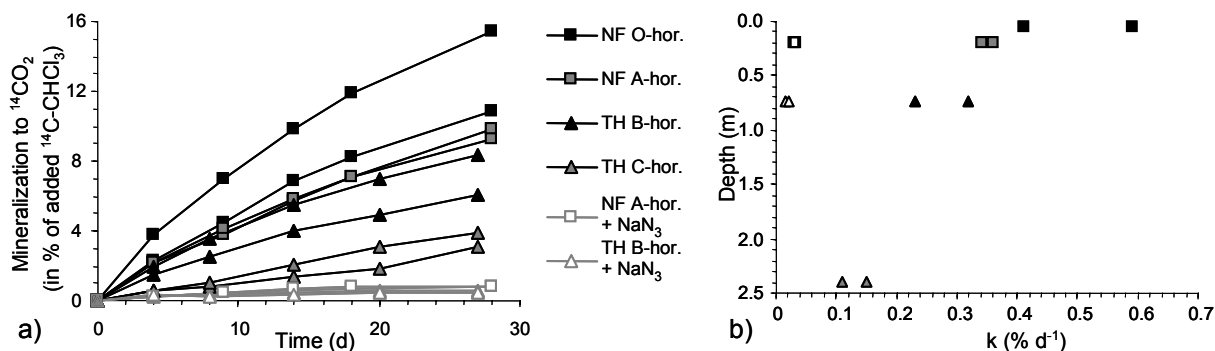 16
12
8
4
0
Mineralization to ¹⁴CO₂
(in % of added ¹⁴C-CHCl₃)
0 10 20 30
Time (d)
a)
NF O-hor.
NF A-hor.
TH B-hor.
TH C-hor.
NF A-hor.
+ NaN₃
TH B-hor.
+ NaN₃
0.0
0.5
1.0
1.5
2.0
2.5
Depth (m)
0 0.1 0.2 0.3 0.4 0.5 0.6 0.7
k (% d⁻¹)
b)